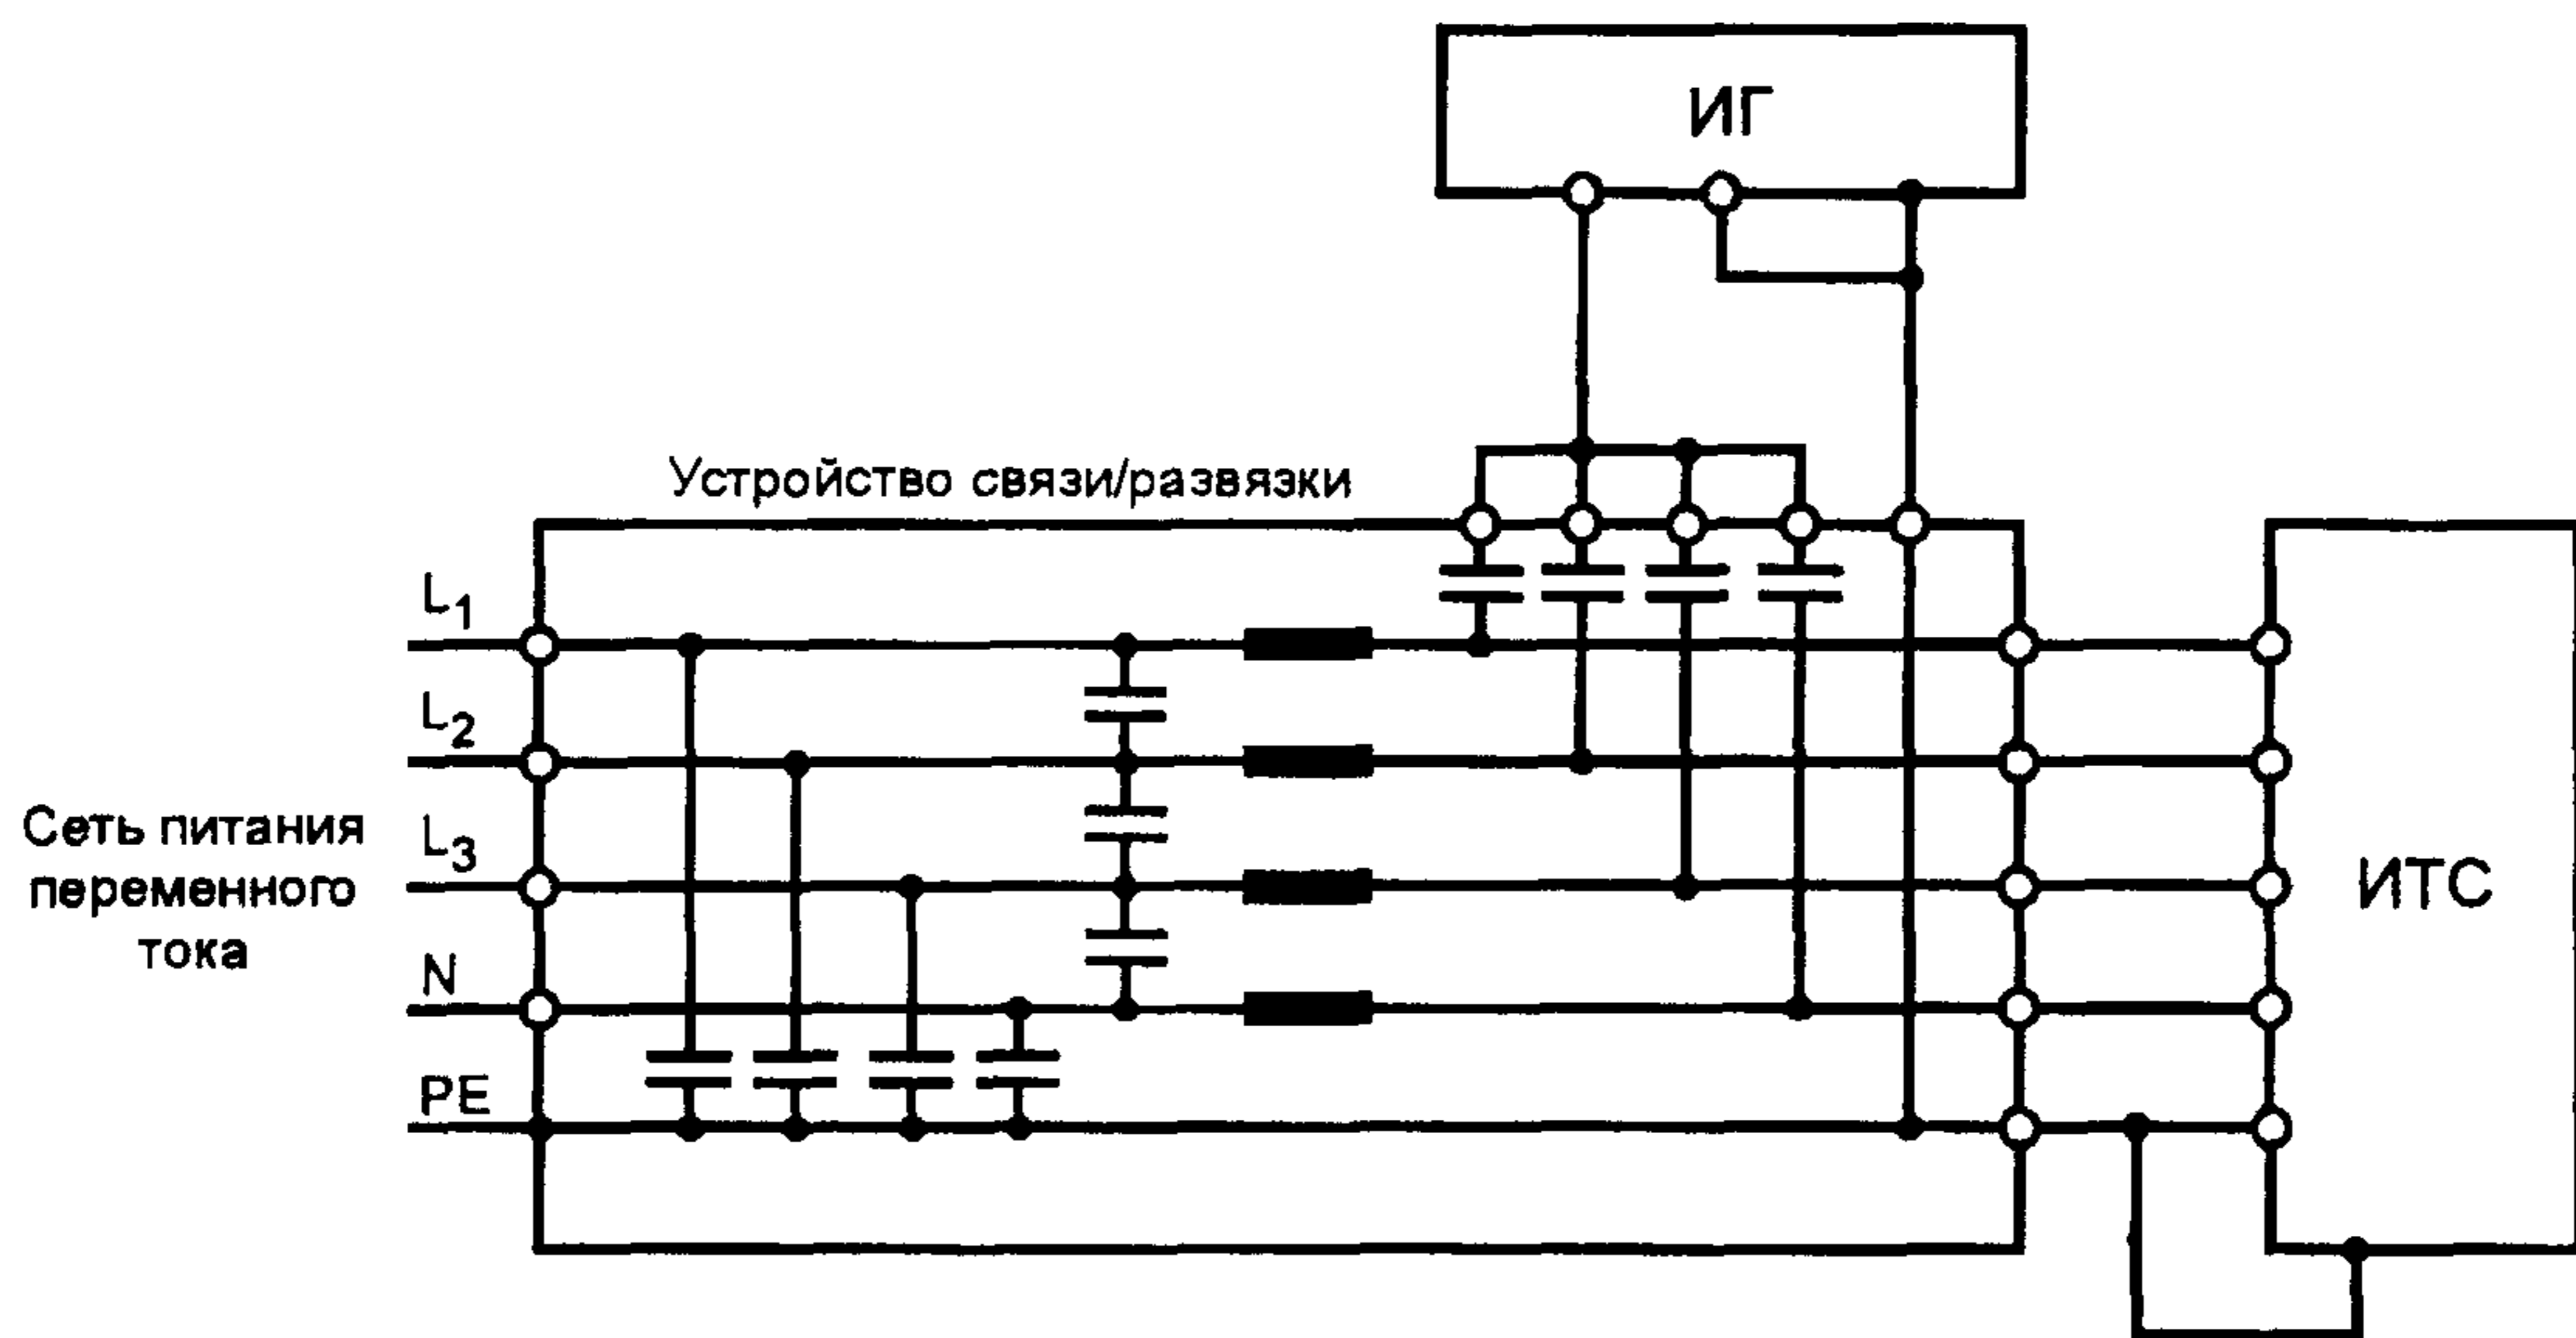 ИГ
Устройство связи/развязки
L1
L2
L3
N
PE
Сеть питания
переменного
тока
ИТС